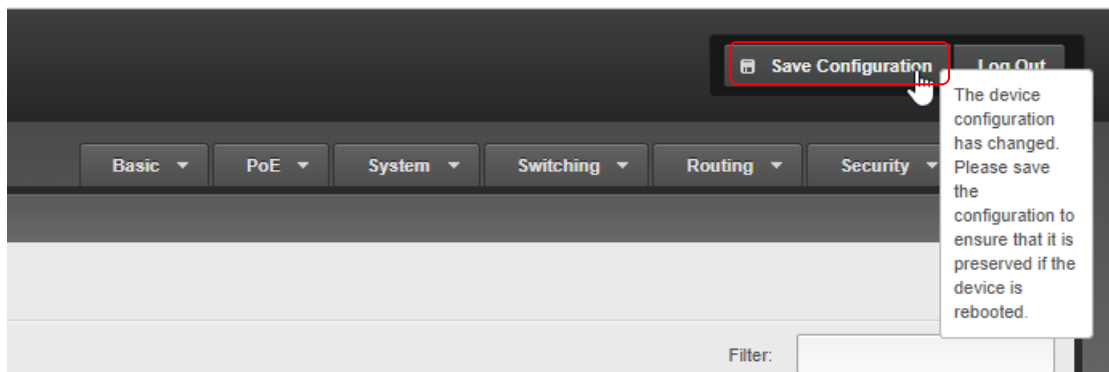 Save Configuration
Log Out
The device
configuration
has changed.
Please save
the
configuration to
ensure that it is
preserved if the
device is
rebooted.
Basic
PoE
System
Switching
Routing
Security
Filter: